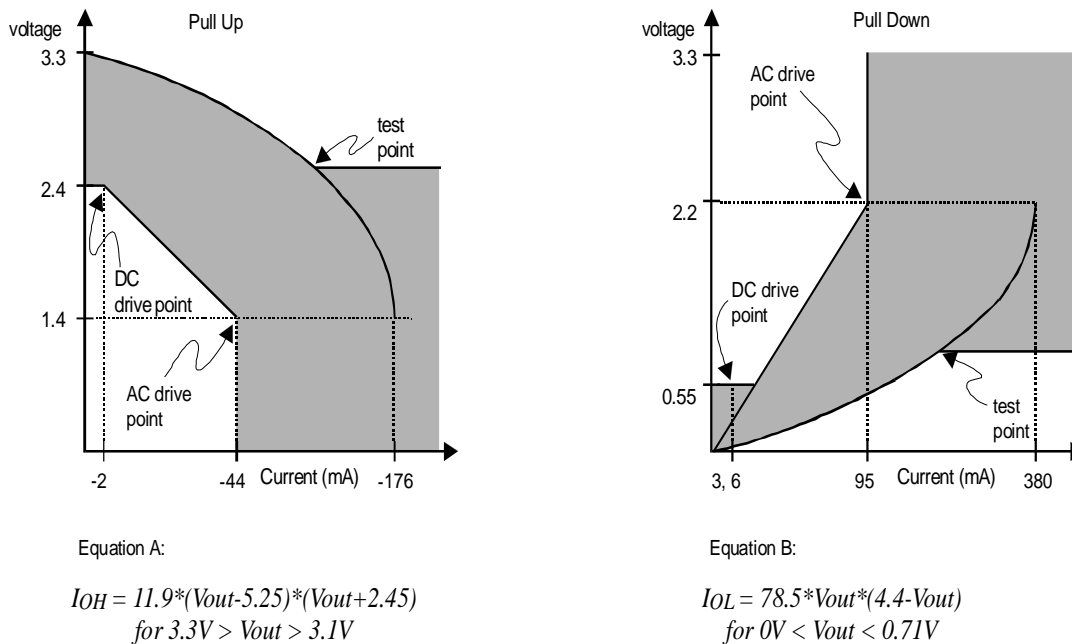 Pull Up
voltage
3.3
test
point
2.4
DC
drive point
1.4
AC drive
point
-2
-44
Current (mA)
-176
Equation A:
IOH = 11.9*(Vout-5.25)*(Vout+2.45)
for 3.3V > Vout > 3.1V
Pull Down
voltage
3.3
AC drive
point
2.2
DC drive
point
0.55
test
point
3, 6
95
Current (mA)
380
Equation B:
IOL = 78.5*Vout*(4.4-Vout)
for 0V < Vout < 0.71V